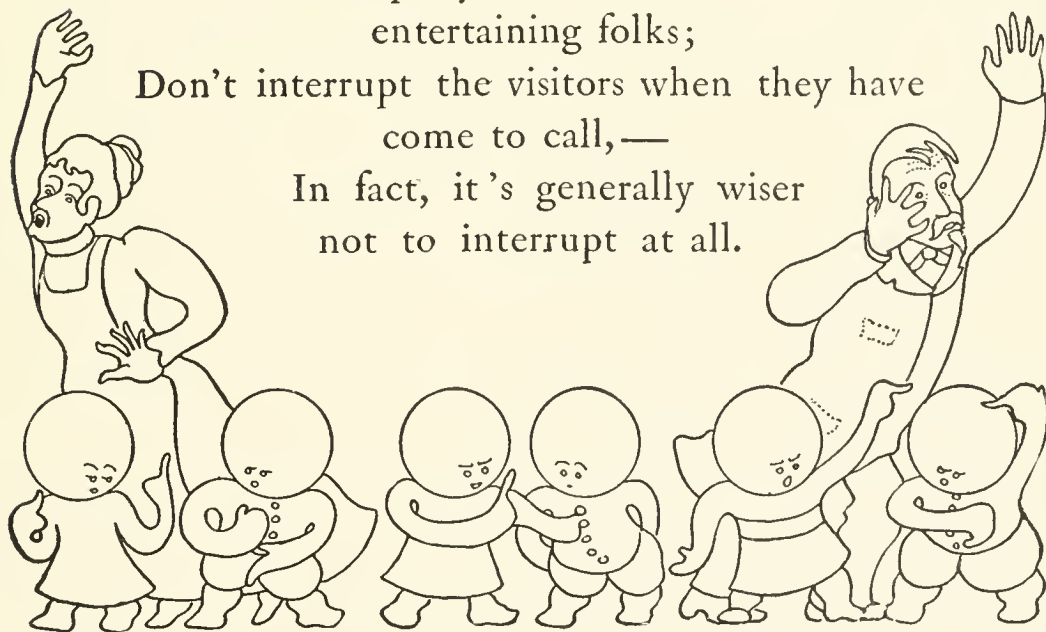 entertaining folks;
Don't interrupt the visitors when they have
come to call,—
In fact, it's generally wiser
not to interrupt at all.